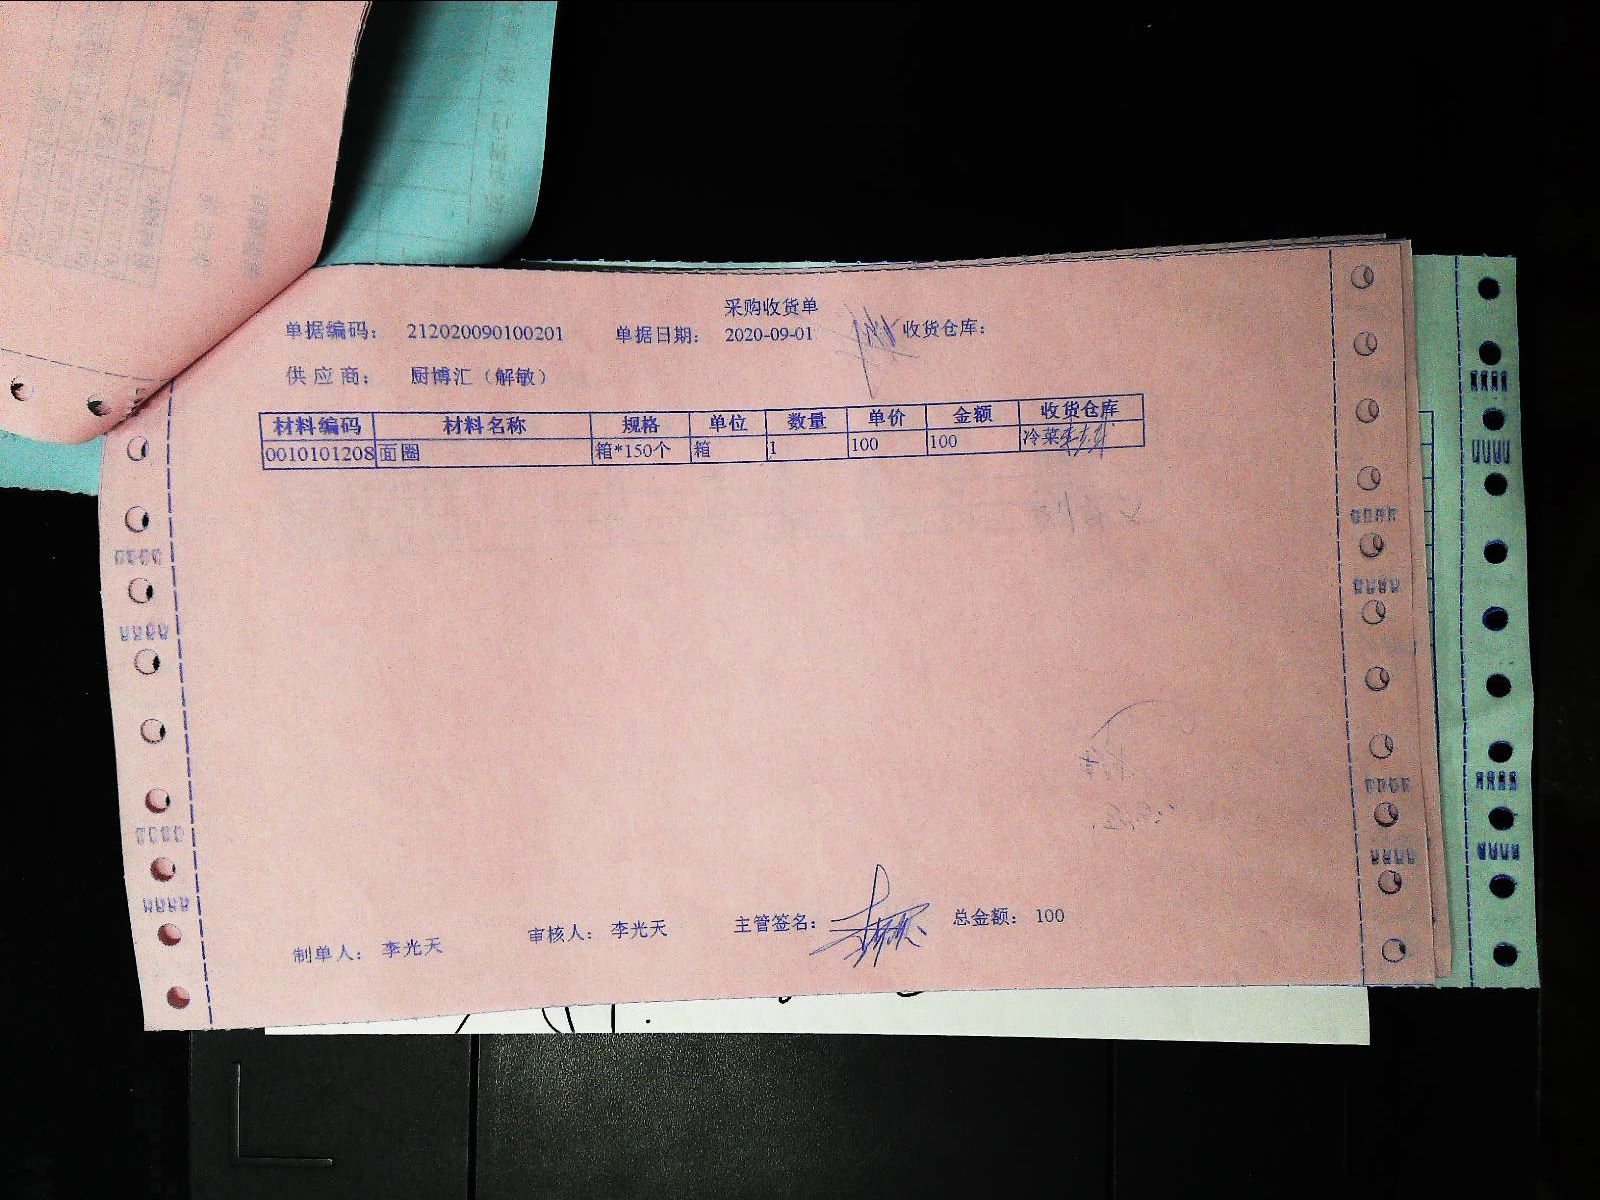 采购收货单
单据编码： 212020090100201 单据日期： 2020-09-01 收货仓库：
供 应 商： 厨博汇（解敏）
材料编码 材料名称 规格 单位 数量 单价 金额 收货仓库
0010101208 面圈 箱*150个 箱 1 100 100 冷菜
制单人： 李光天 审核人： 李光天 主管签名： 总金额： 100